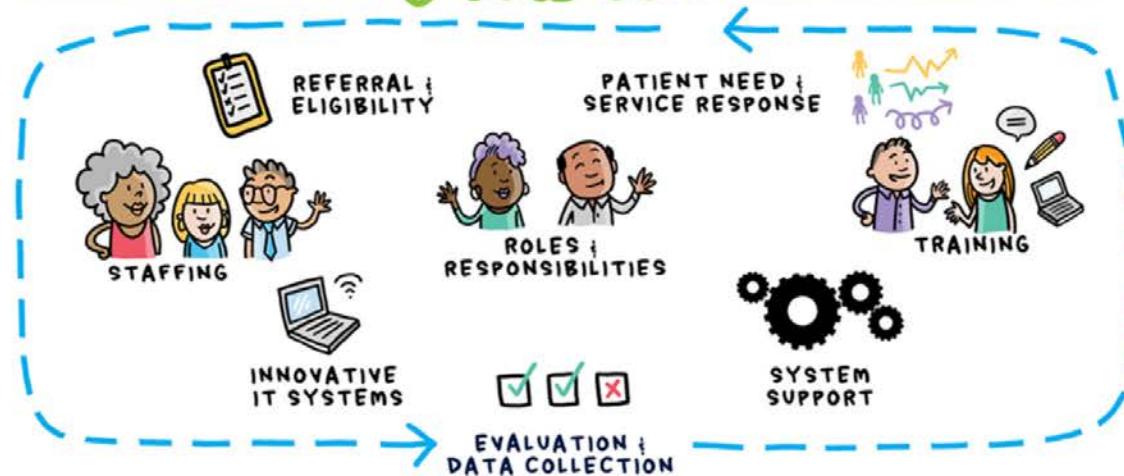 REFERRAL &
ELIGIBILITY
PATIENT NEED &
SERVICE RESPONSE
STAFFING
ROLES &
RESPONSIBILITIES
TRAINING
INNOVATIVE
IT SYSTEMS
SYSTEM
SUPPORT
EVALUATION &
DATA COLLECTION